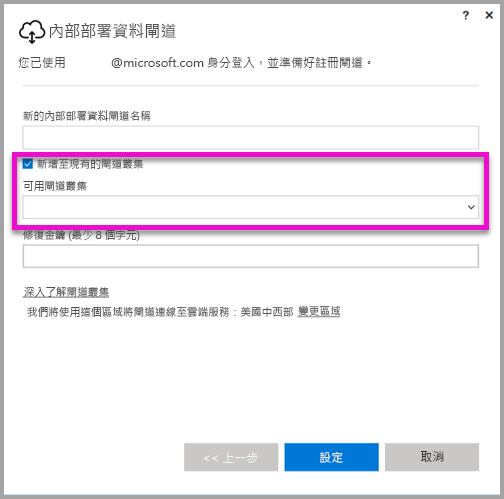 ? ×
內部部署資料閘道
您已使用 @microsoft.com 身分登入，並準備好註冊閘道。
新的內部部署資料閘道名稱
新增至現有的閘道叢集
可用閘道叢集
修復金鑰 (最少 8 個字元)
深入了解閘道叢集
我們將使用這個區域將閘道連線至雲端服務：美國中西部 變更區域
<< 上一步 設定 取消